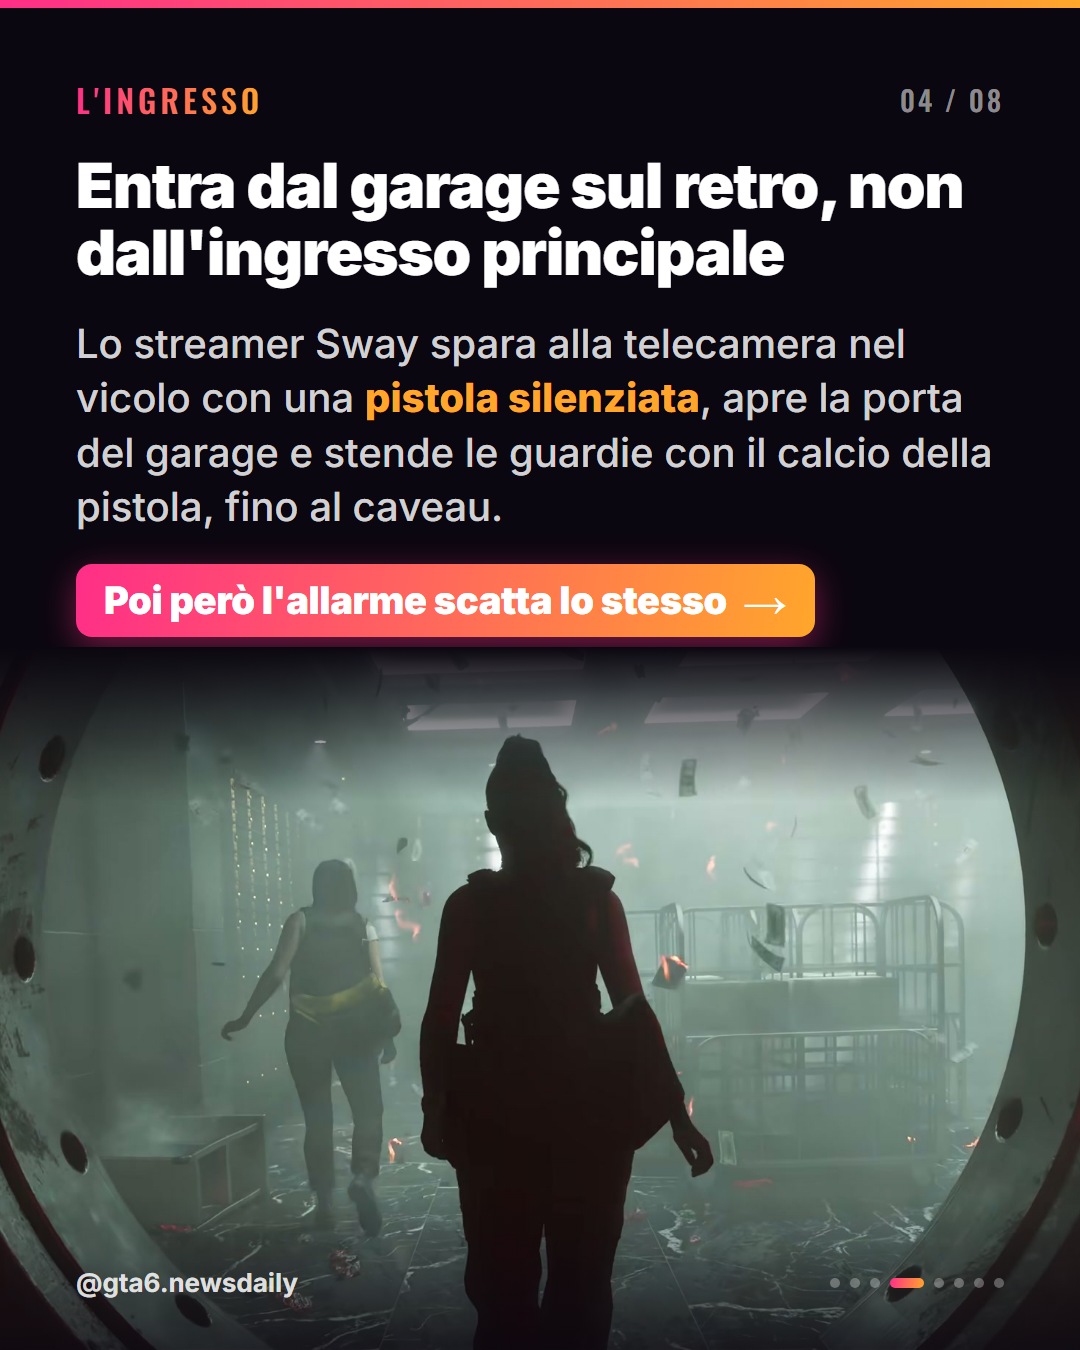 L'INGRESSO
04 / 08
Entra dal garage sul retro, non
dall'ingresso principale
Lo streamer Sway spara alla telecamera nel
vicolo con una pistola silenziata, apre la porta
del garage e stende le guardie con il calcio della
pistola, fino al caveau.
Poi però l'allarme scatta lo stesso →
@gta6.newsdaily